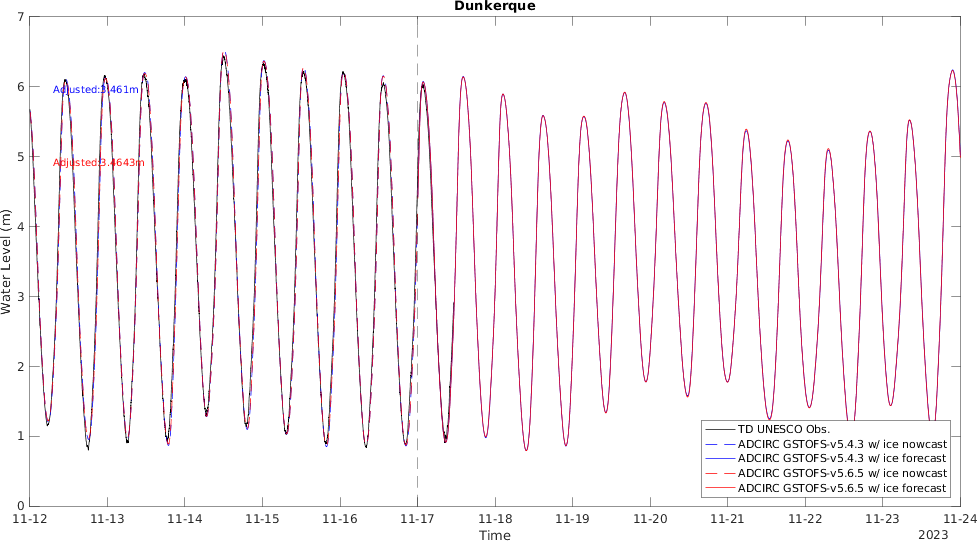 Dunkerque
7
6
5
4
3
2
1
0
Water Level (m)
Adjusted:3.461m
Adjusted:3.4643m
TD UNESCO Obs.
ADCIRC GSTOFS-v5.4.3 w/ ice nowcast
ADCIRC GSTOFS-v5.4.3 w/ ice forecast
ADCIRC GSTOFS-v5.6.5 w/ ice nowcast
ADCIRC GSTOFS-v5.6.5 w/ ice forecast
11-12 11-13 11-14 11-15 11-16 11-17 11-18 11-19 11-20 11-21 11-22 11-23 11-24
Time
2023